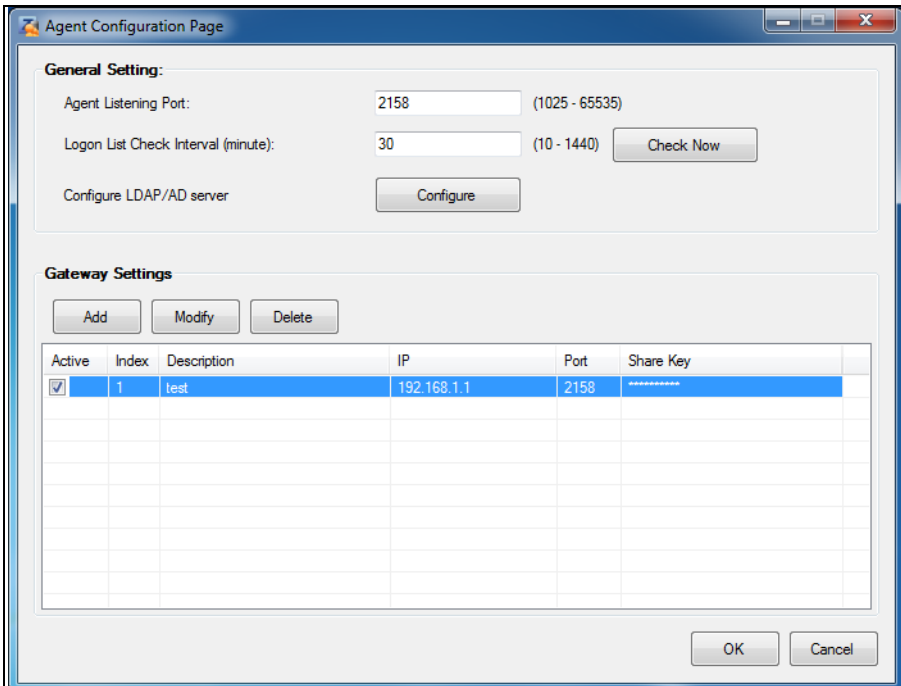 Agent Configuration Page
General Setting:
Agent Listening Port: 2158 (1025 - 65535)
Logon List Check Interval (minute): 30 (10 - 1440) Check Now
Configure LDAP/AD server Configure
Gateway Settings
Add Modify Delete
Active Index Description IP Port Share Key
1 test 192.168.1.1 2158 **********
OK Cancel